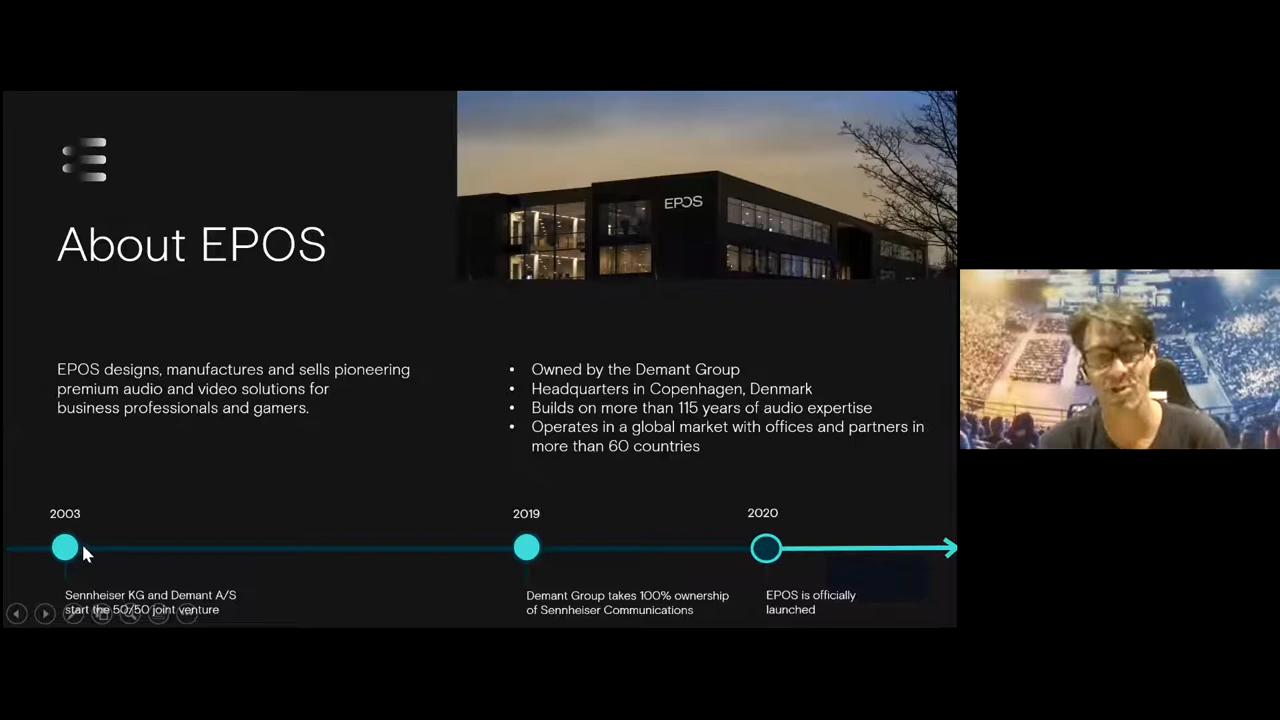 EPOS
About EPOS
EPOS designs, manufactures and sells pioneering
premium audio and video solutions for
business professionals and gamers.
• Owned by the Demant Group
• Headquarters in Copenhagen, Denmark
• Builds on more than 115 years of audio expertise
• Operates in a global market with offices and partners in
more than 60 countries
2003
2019
2020
Sennheiser KG and Demant A/S
start the 50/50 joint venture
Demant Group takes 100% ownership
of Sennheiser Communications
EPOS is officially
launched